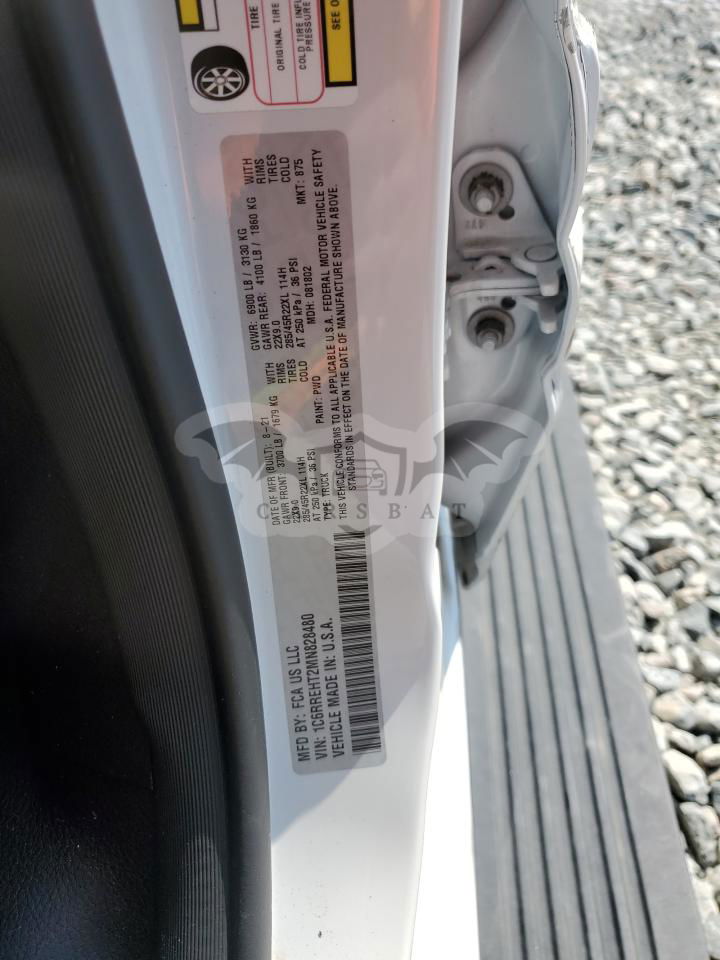 TIRE
ORIGINAL TIRE
COLD TIRE INFL
PRESSURE
SEE O
MFD BY: FCA US LLC
DATE OF MFR (BUILT): 8-21
GVWR: 6900 LB / 3130 KG
GAWR FRONT: 3700 LB / 1679 KG WITH
22X9.0 RIMS
285/45R22XL 114H TIRES
AT 250 kPa / 36 PSI COLD
GAWR REAR: 4100 LB / 1860 KG WITH
22X9.0 RIMS
285/45R22XL 114H TIRES
AT 250 kPa / 36 PSI COLD
VIN: 1C6RREHT2MN828480
TYPE: TRUCK
PAINT: PWD
MDH: 081802
MKT: 875
VEHICLE MADE IN: U.S.A.
THIS VEHICLE CONFORMS TO ALL APPLICABLE U.S.A. FEDERAL MOTOR VEHICLE SAFETY
STANDARDS IN EFFECT ON THE DATE OF MANUFACTURE SHOWN ABOVE.